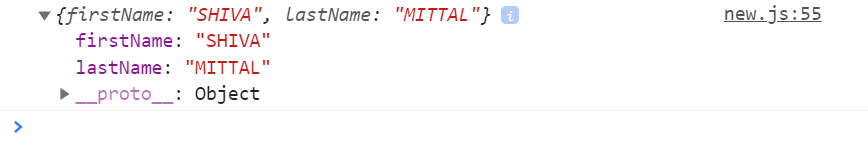 ▼{firstName: "SHIVA", lastName: "MITTAL"} i new.js:55
firstName: "SHIVA"
lastName: "MITTAL"
▶__proto__: Object
>